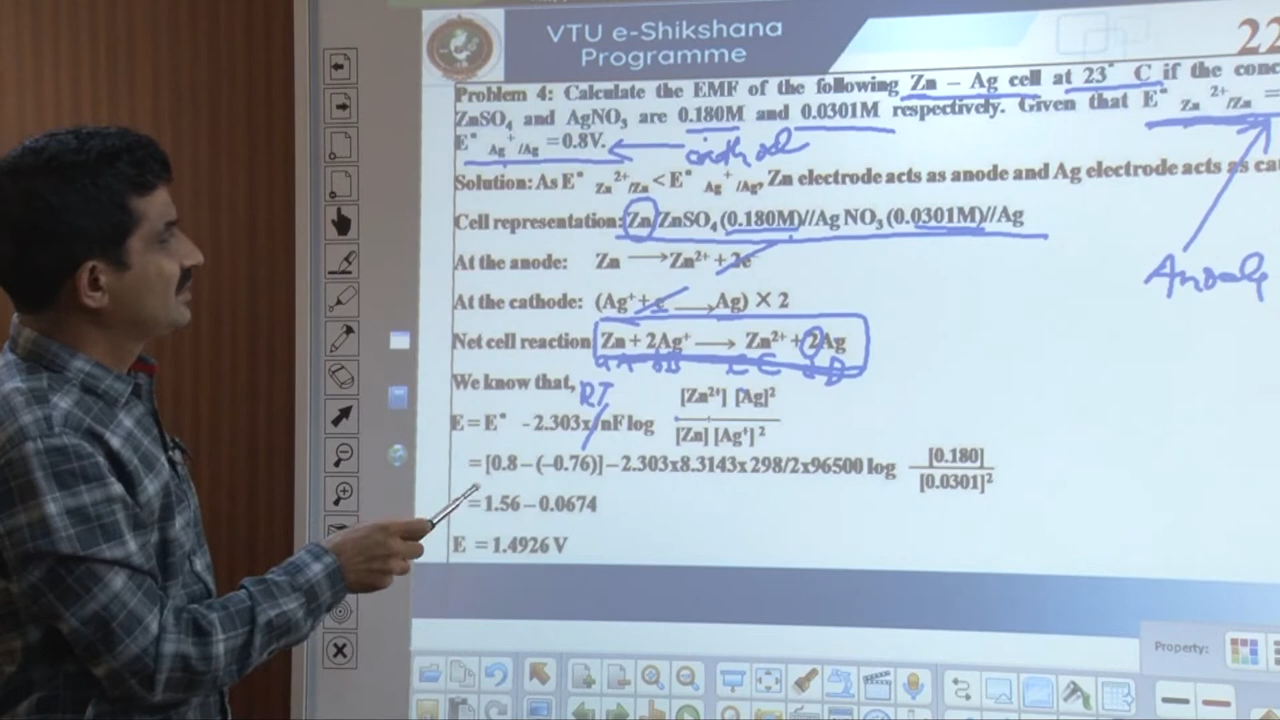 VTU e-Shikshana
Programme
22
Problem 4: Calculate the EMF of the following Zn – Ag cell at 23° C if the conc
ZnSO₄ and AgNO₃ are 0.180M and 0.0301M respectively. Given that E° Zn²⁺/Zn =
E° Ag⁺/Ag = 0.8V. cathode
Solution: As E° Zn²⁺/Zn < E° Ag⁺/Ag, Zn electrode acts as anode and Ag electrode acts as ca
Cell representation: Zn/ZnSO₄ (0.180M)//Ag NO₃ (0.0301M)//Ag
Anode
At the anode: Zn ⟶ Zn²⁺ + 2e⁻
At the cathode: (Ag⁺ + e ⟶ Ag) × 2
Net cell reaction Zn + 2Ag⁺ ⟶ Zn²⁺ + 2Ag
We know that, RT [Zn²⁺] [Ag]²
E = E° - 2.303x/nF log [Zn] [Ag⁺]²
= [0.8 – (–0.76)] – 2.303x8.3143x298/2x96500 log [0.180] / [0.0301]²
= 1.56 – 0.0674
E = 1.4926 V
Property: